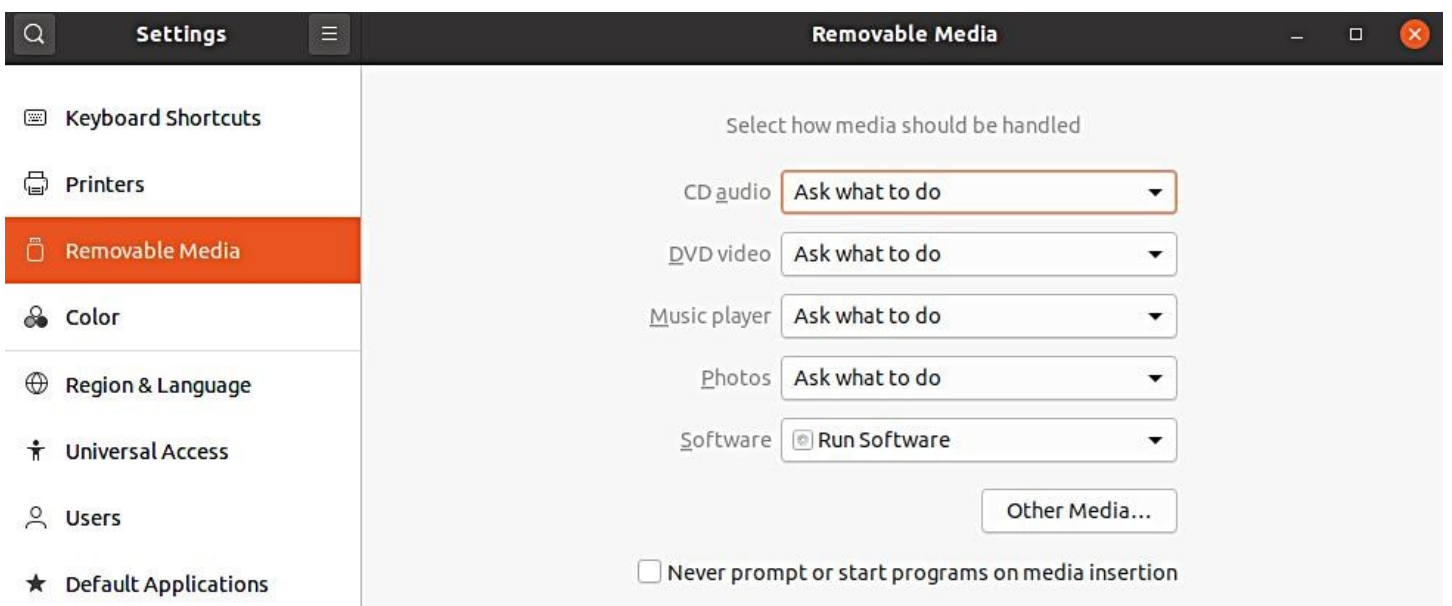 Settings
Removable Media
Keyboard Shortcuts
Printers
Removable Media
Color
Region & Language
Universal Access
Users
Default Applications
Select how media should be handled
CD audio Ask what to do
DVD video Ask what to do
Music player Ask what to do
Photos Ask what to do
Software Run Software
Other Media...
Never prompt or start programs on media insertion